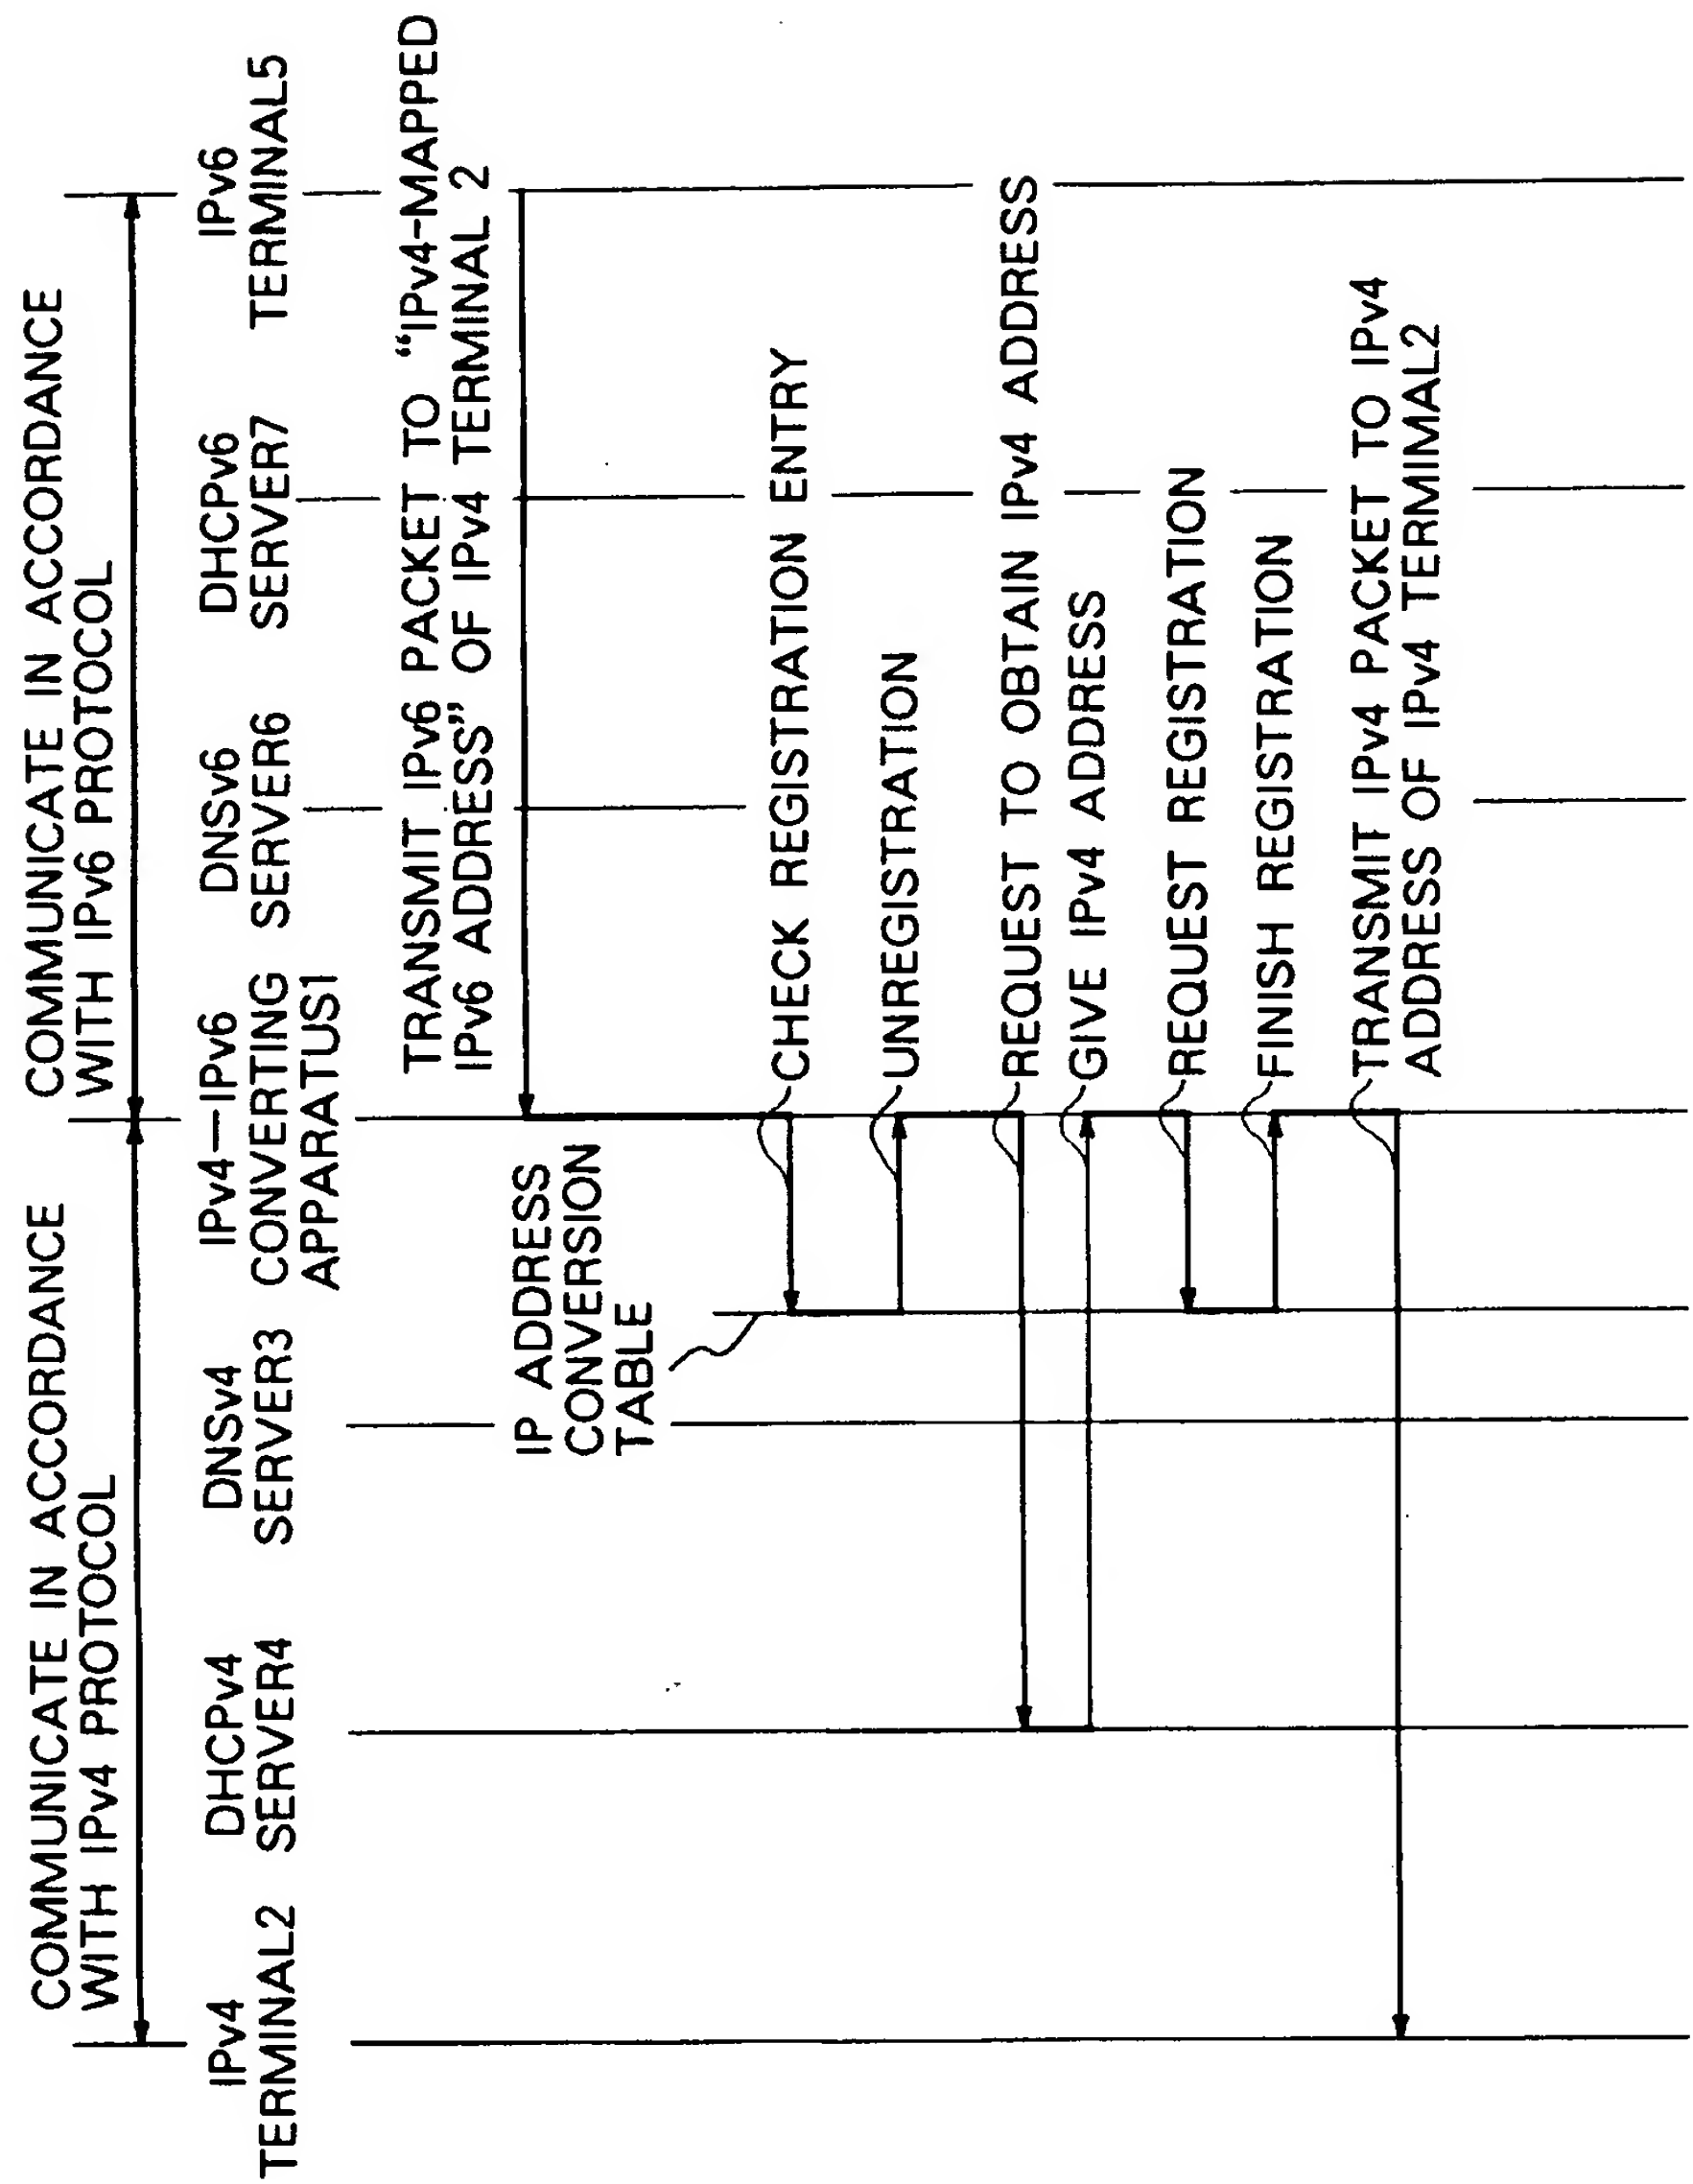 COMMUNICATE IN ACCORDANCE
WITH IPv4 PROTOCOL
COMMUNICATE IN ACCORDANCE
WITH IPv6 PROTOCOL
IPv4
TERMINAL2
DHCPv4
SERVER4
DNSv4
SERVER3
IPv4—IPv6
CONVERTING
APPARATUS1
DNSv6
SERVER6
DHCPv6
SERVER7
IPv6
TERMINAL5
TRANSMIT IPv6 PACKET TO "IPv4-MAPPED
IPv6 ADDRESS" OF IPv4 TERMINAL 2
IP ADDRESS
CONVERSION
TABLE
CHECK REGISTRATION ENTRY
UNREGISTRATION
REQUEST TO OBTAIN IPv4 ADDRESS
GIVE IPv4 ADDRESS
REQUEST REGISTRATION
FINISH REGISTRATION
TRANSMIT IPv4 PACKET TO IPv4
ADDRESS OF IPv4 TERMIMAL2